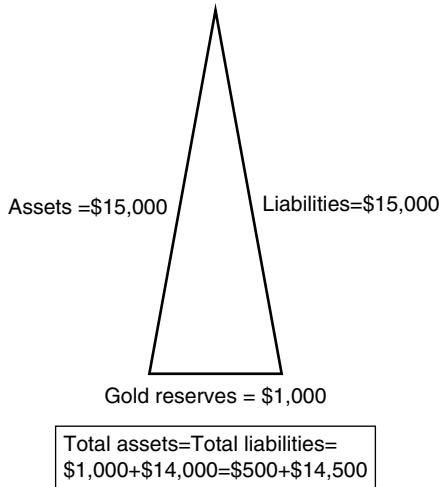 Assets =$15,000
Liabilities=$15,000
Gold reserves = $1,000
Total assets=Total liabilities=
$1,000+$14,000=$500+$14,500